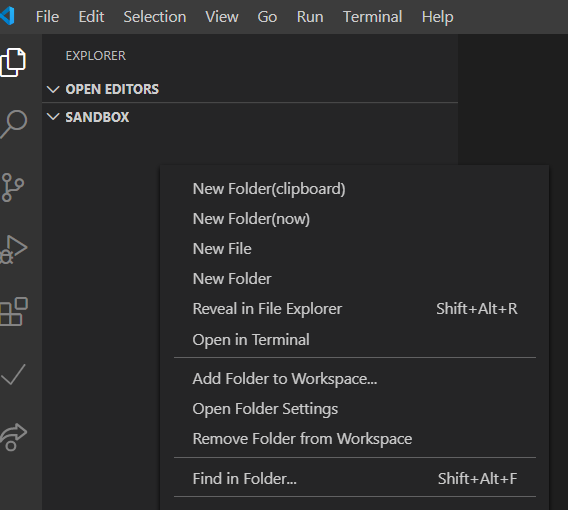 File Edit Selection View Go Run Terminal Help
EXPLORER
OPEN EDITORS
SANDBOX
New Folder(clipboard)
New Folder(now)
New File
New Folder
Reveal in File Explorer Shift+Alt+R
Open in Terminal
Add Folder to Workspace...
Open Folder Settings
Remove Folder from Workspace
Find in Folder... Shift+Alt+F